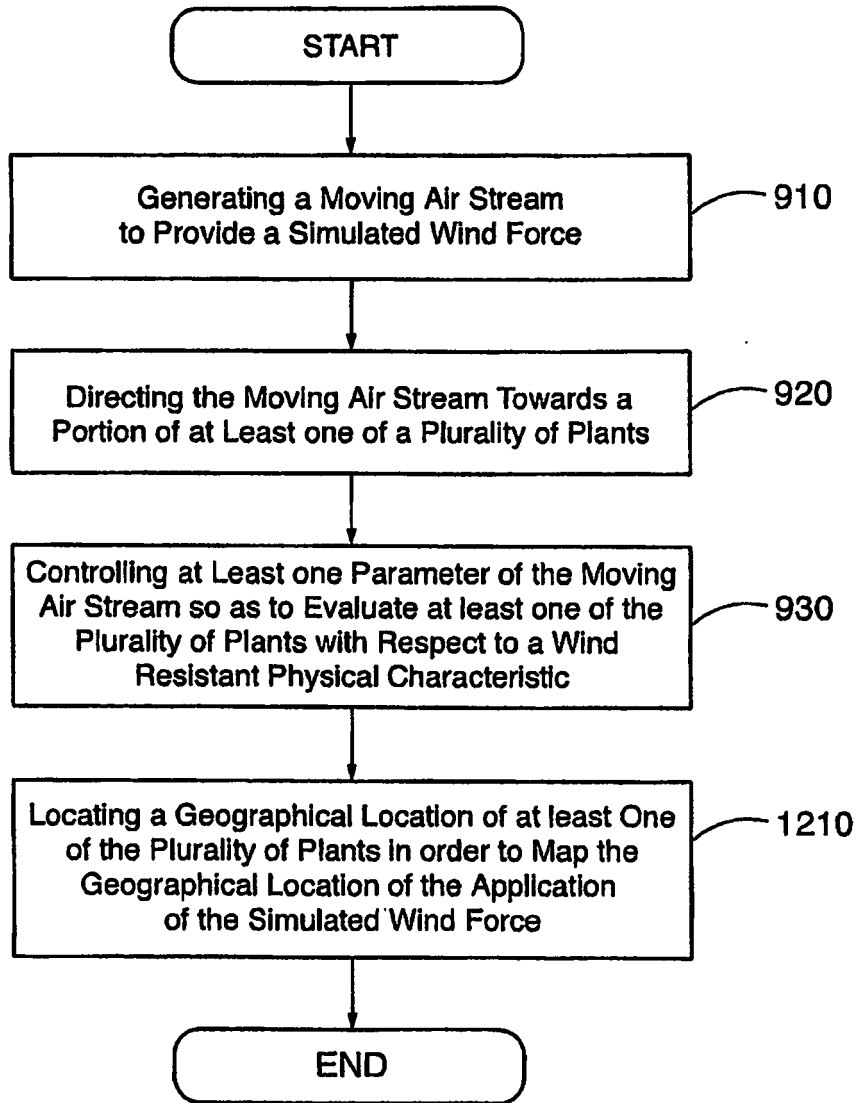 START
Generating a Moving Air Stream
to Provide a Simulated Wind Force
910
Directing the Moving Air Stream Towards a
Portion of at Least one of a Plurality of Plants
920
Controlling at Least one Parameter of the Moving
Air Stream so as to Evaluate at least one of the
Plurality of Plants with Respect to a Wind
Resistant Physical Characteristic
930
Locating a Geographical Location of at least One
of the Plurality of Plants in order to Map the
Geographical Location of the Application
of the Simulated Wind Force
1210
END